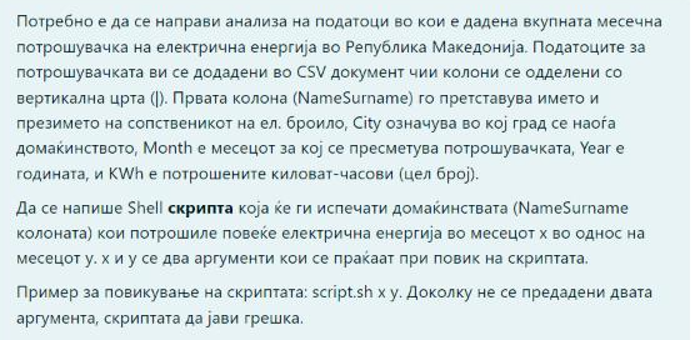 Потребно е да се направи анализа на податоци во кои е дадена вкупната месечна
потрошувачка на електрична енергија во Република Македонија. Податоците за
потрошувачката ви се додадени во CSV документ чии колони се одделени со
вертикална црта (|). Првата колона (NameSurname) го претставува името и
презимето на сопственикот на ел. броило, City означува во кој град се наоѓа
домаќинството, Month е месецот за кој се пресметува потрошувачката, Year е
годината, и KWh е потрошените киловат-часови (цел број).
Да се напише Shell скрипта која ќе ги испечати домаќинствата (NameSurname
колоната) кои потрошиле повеќе електрична енергија во месецот x во однос на
месецот y. x и y се два аргументи кои се праќаат при повик на скриптата.
Пример за повикување на скриптата: script.sh x y. Доколку не се предадени двата
аргумента, скриптата да јави грешка.